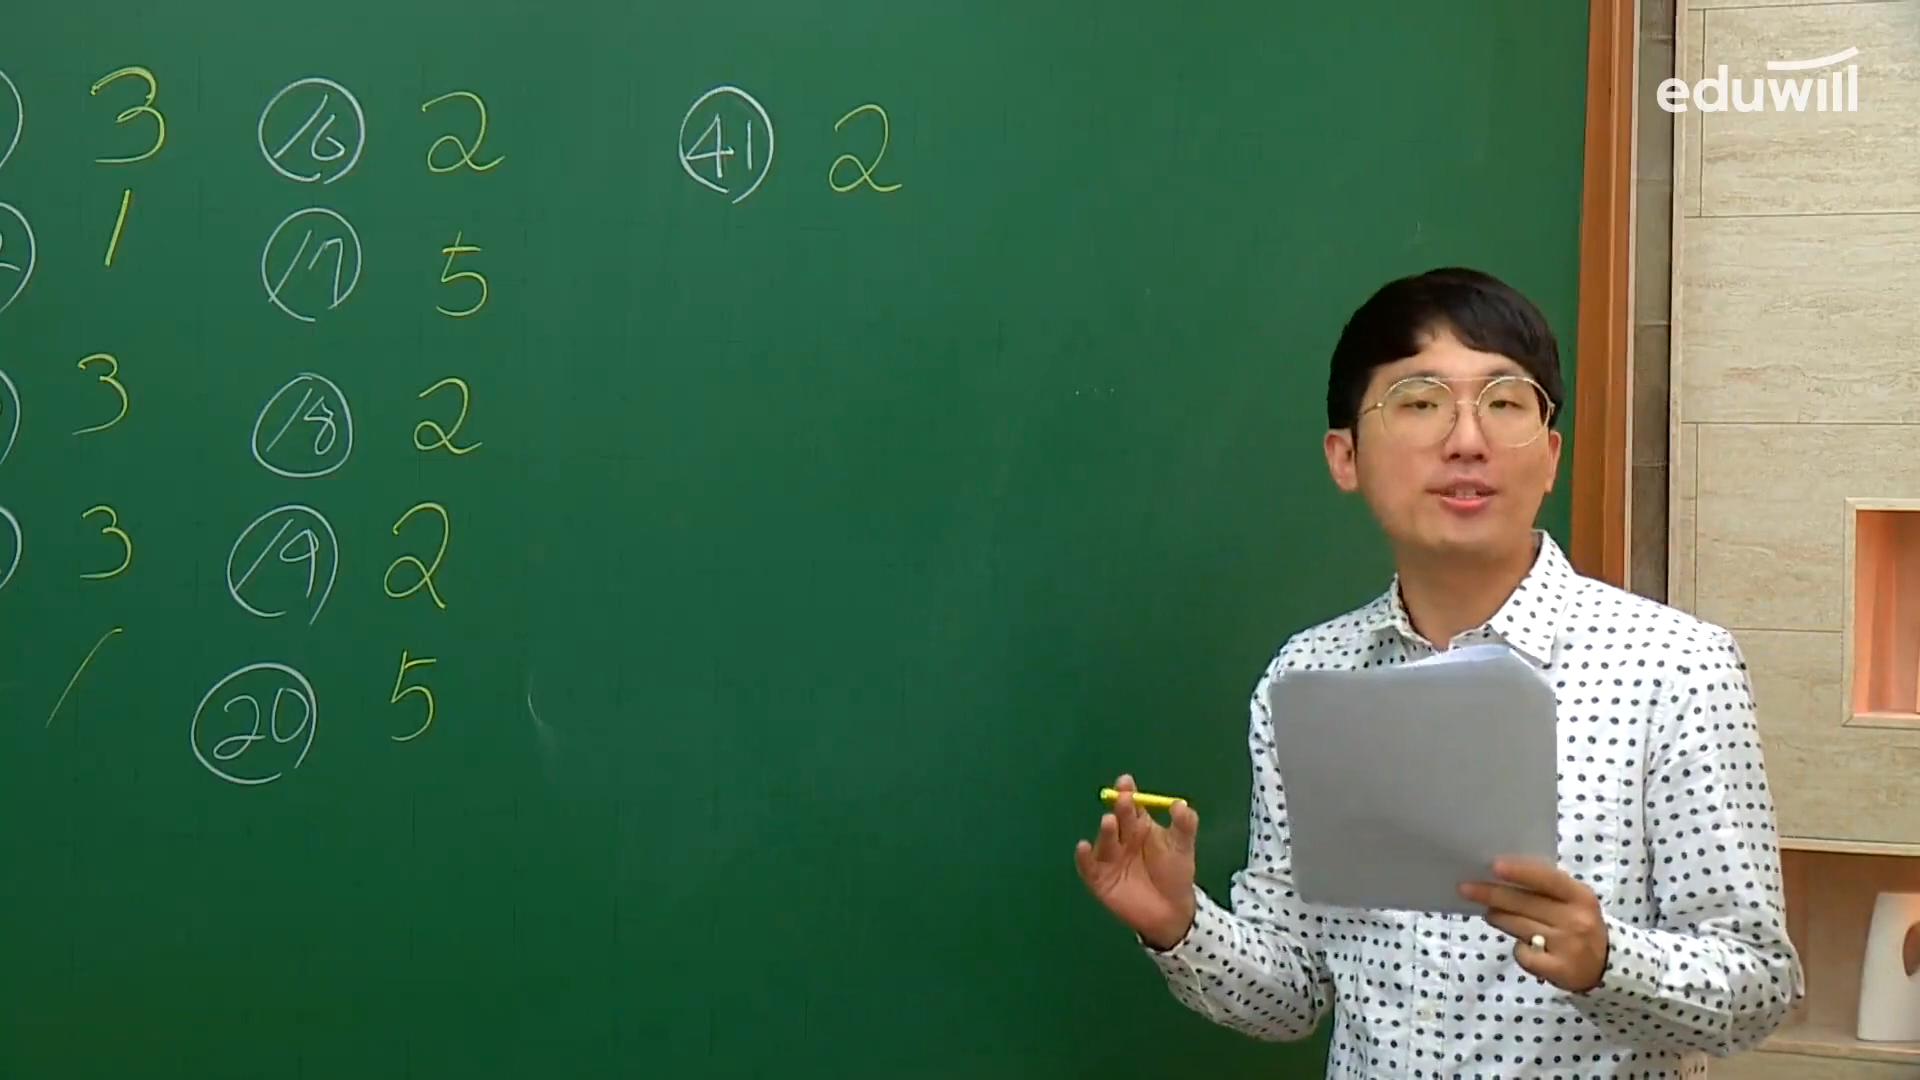 eduwill
3 ⑯ 2 ㊶ 2
1 ⑰ 5
3 ⑱ 2
3 ⑲ 2
1 ⑳ 5